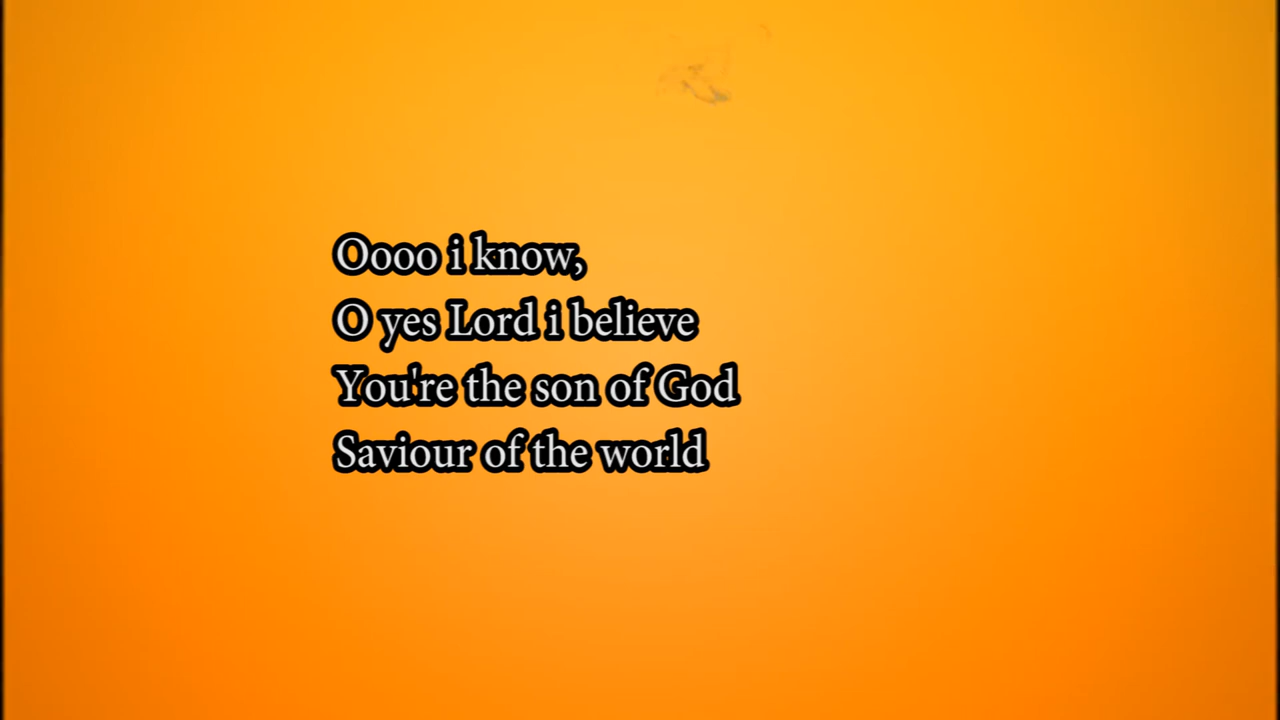 Oooo i know,
O yes Lord i believe
You're the son of God
Saviour of the world